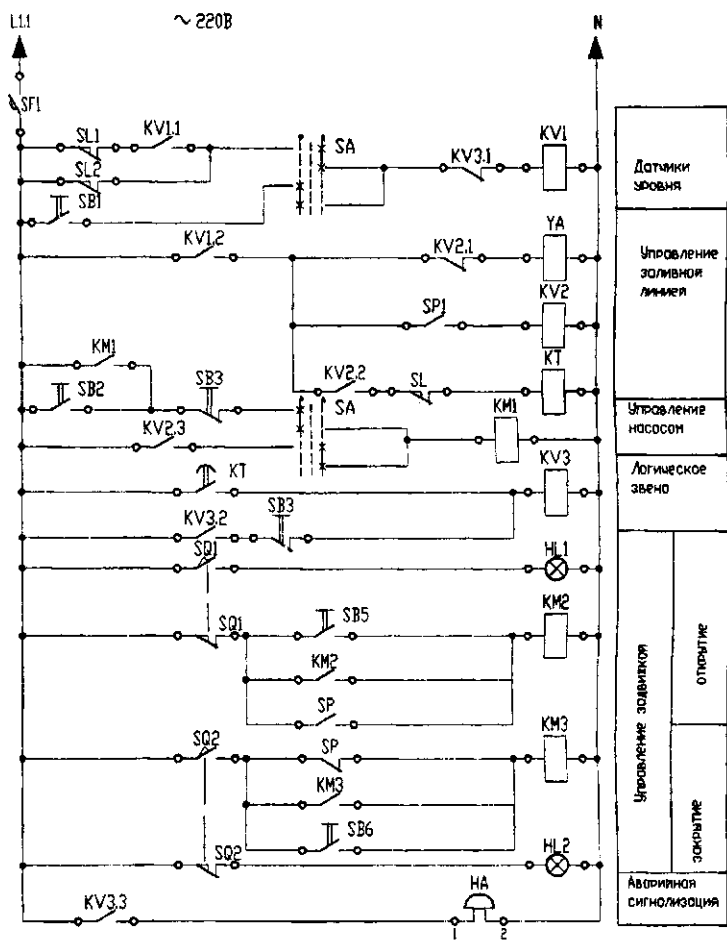 L1.1
~ 220В
N
SF1
SL1
KV1.1
SA
KV3.1
KV1
Датчики
уровня
SL2
SB1
KV1.2
KV2.1
YA
Управление
заливной
линией
SP1
KV2
KM1
KV2.2
SL
KT
SB2
SB3
SA
KM1
Управление
насосом
KV2.3
KT
KV3
Логическое
звено
KV3.2
SB3
SQ1
HL1
SQ1
SB5
KM2
KM2
SP
Управление задвижкой
открытие
SQ2
SP
KM3
KM3
SB6
закрытие
SQ2
HL2
Аварийная
сигнализация
KV3.3
HA
1
2